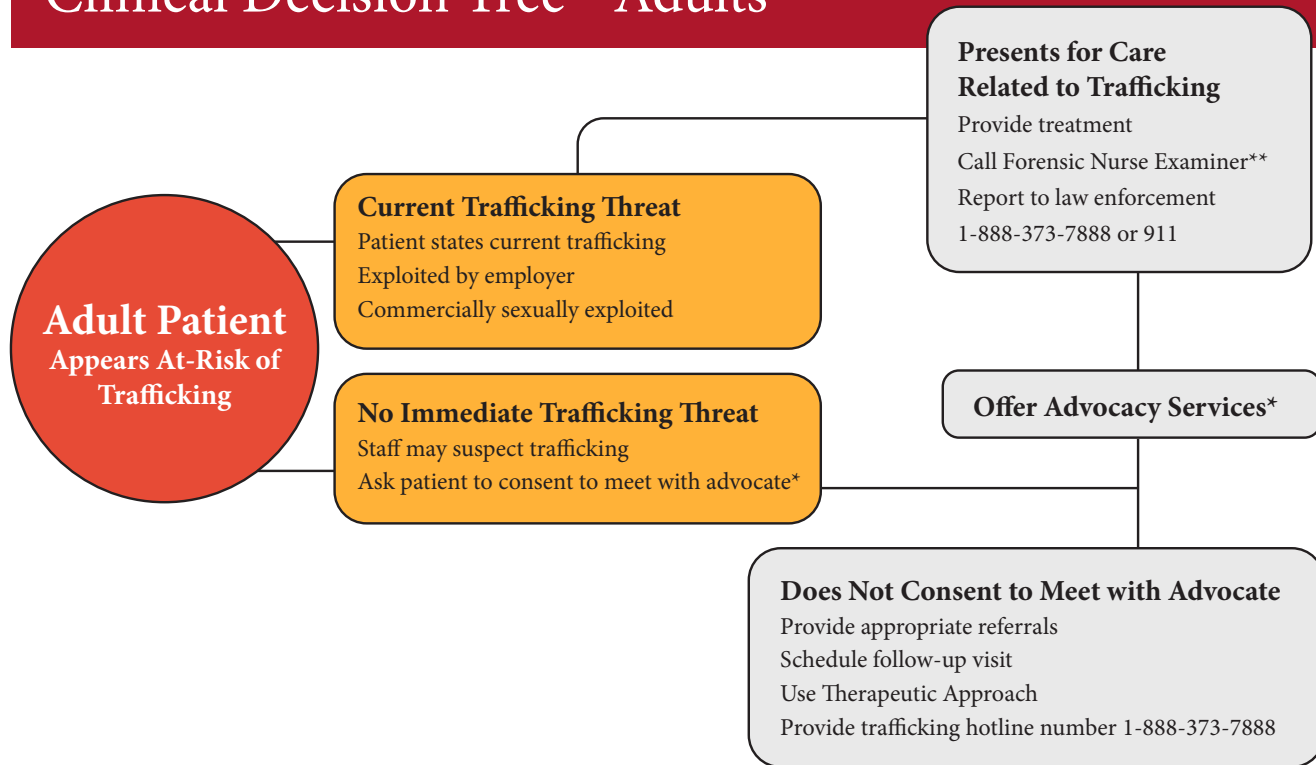 Clinical Decision Tree - Adults
Presents for Care
Related to Trafficking
Provide treatment
Call Forensic Nurse Examiner**
Report to law enforcement
1-888-373-7888 or 911
Current Trafficking Threat
Patient states current trafficking
Exploited by employer
Commercially sexually exploited
Adult Patient
Appears At-Risk of
Trafficking
No Immediate Trafficking Threat
Staff may suspect trafficking
Ask patient to consent to meet with advocate*
Offer Advocacy Services*
Does Not Consent to Meet with Advocate
Provide appropriate referrals
Schedule follow-up visit
Use Therapeutic Approach
Provide trafficking hotline number 1-888-373-7888